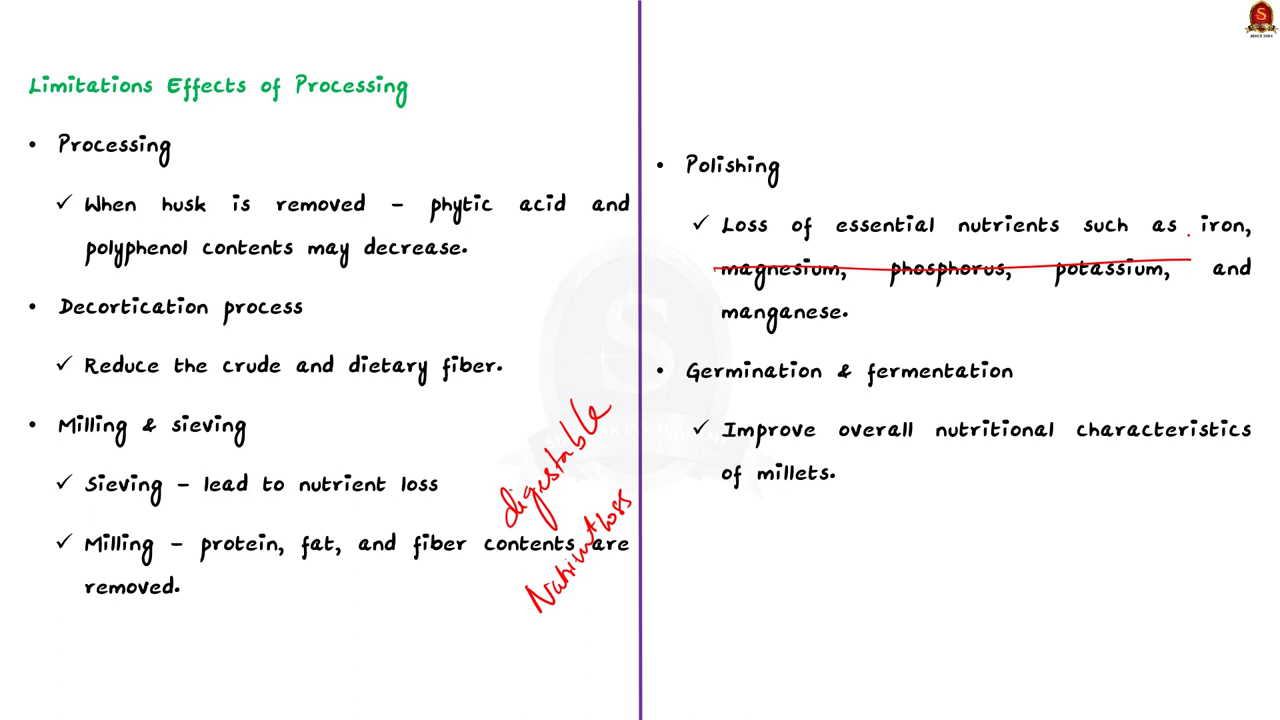 Limitations Effects of Processing
• Processing
✓ When husk is removed – phytic acid and
polyphenol contents may decrease.
• Decortication process
✓ Reduce the crude and dietary fiber.
• Milling & sieving
✓ Sieving – lead to nutrient loss
✓ Milling – protein, fat, and fiber contents are
removed.
digestable
Nutrient loss
• Polishing
✓ Loss of essential nutrients such as iron,
magnesium, phosphorus, potassium, and
manganese.
• Germination & fermentation
✓ Improve overall nutritional characteristics
of millets.
S
SINCE 2004
S